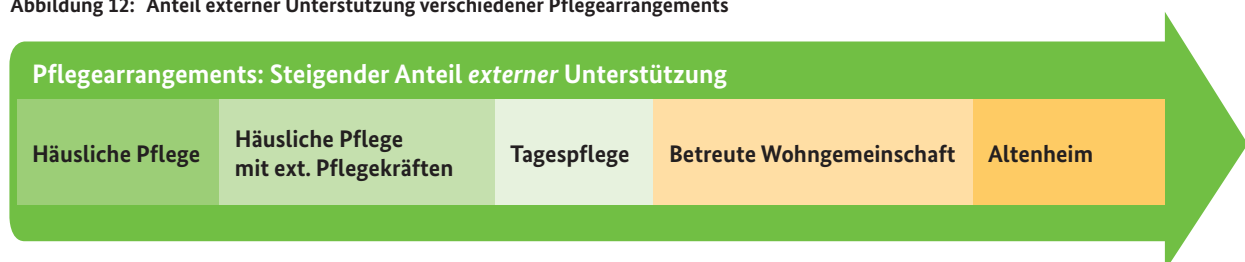 Abbildung 12: Anteil externer Unterstützung verschiedener Pflegearrangements
Pflegearrangements: Steigender Anteil externer Unterstützung
Häusliche Pflege
Häusliche Pflege
mit ext. Pflegekräften
Tagespflege
Betreute Wohngemeinschaft
Altenheim